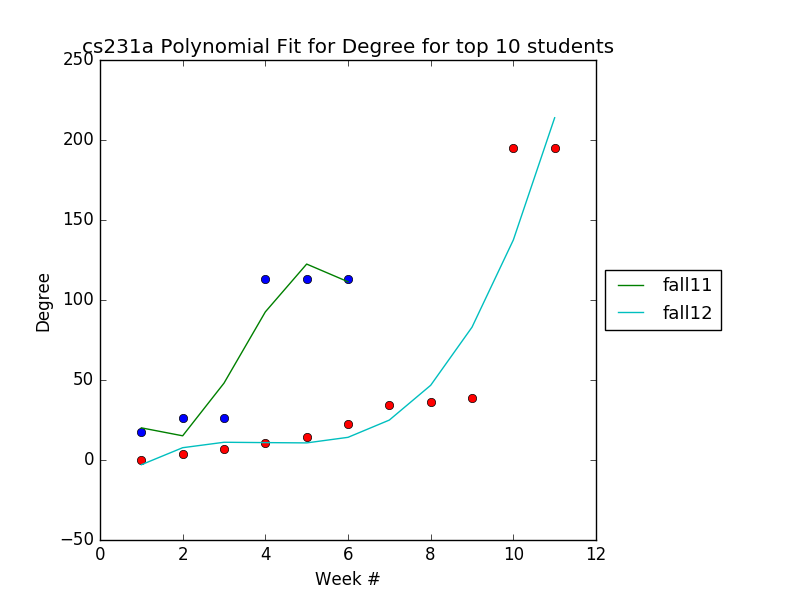 cs231a Polynomial Fit for Degree for top 10 students
250
200
150
100
50
0
−50
Degree
0 2 4 6 8 10 12
Week #
fall11
fall12